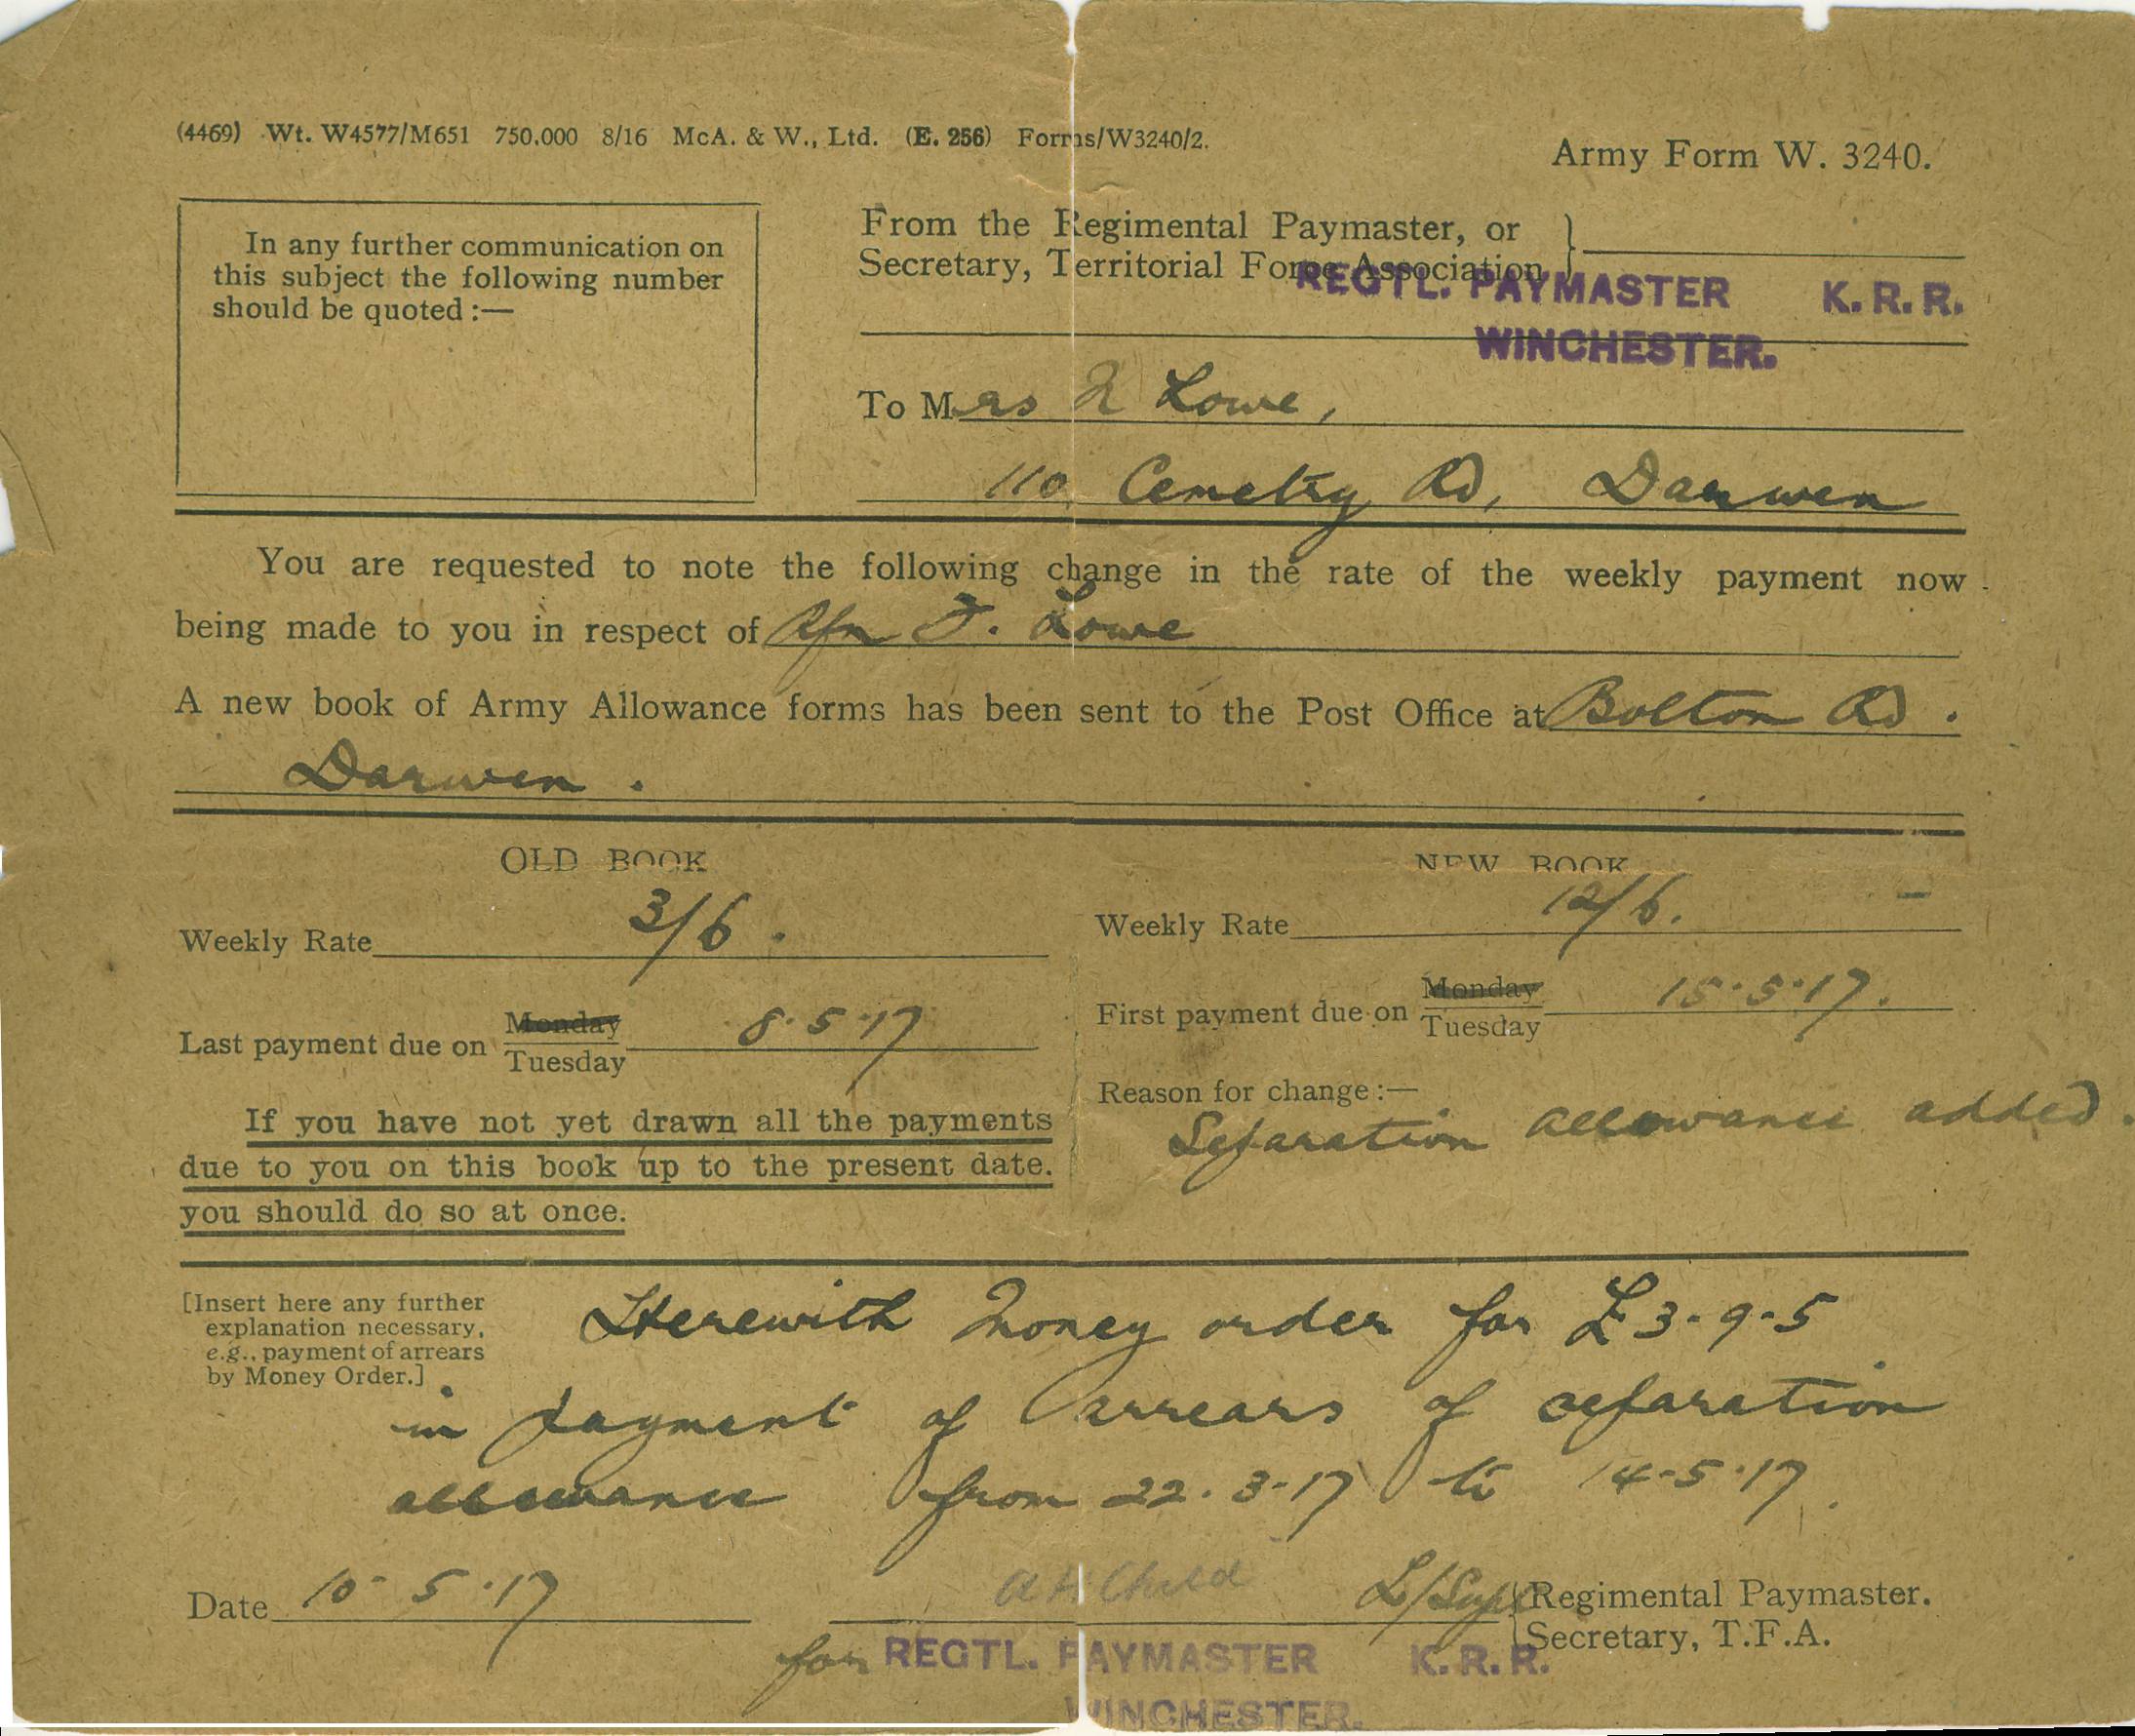 (4469) Wt. W4577/M651 750,000 8/16 McA. & W., Ltd. (E. 256) Forms/W3240/2.
Army Form W. 3240.
In any further communication on
this subject the following number
should be quoted :—
From the Regimental Paymaster, or
Secretary, Territorial Force Association
REGTL. PAYMASTER K. R. R.
WINCHESTER.
To Mrs Lowe,
110 Cemetry Rd, Darwen
You are requested to note the following change in the rate of the weekly payment now
being made to you in respect of Rfn F. Lowe
A new book of Army Allowance forms has been sent to the Post Office at Bolton Rd.
Darwen.
OLD BOOK
Weekly Rate 3/6.
Last payment due on Monday 8.5.17
Tuesday
If you have not yet drawn all the payments
due to you on this book up to the present date.
you should do so at once.
NEW BOOK
Weekly Rate 12/6. –
First payment due on Monday 15.5.17.
Tuesday
Reason for change :—
Separation allowance added.
[Insert here any further
explanation necessary,
e.g., payment of arrears
by Money Order.]
Herewith Money order for £3-9-5
in payment of arrears of separation
allowance from 22.3-17 to 14-5.17.
Date 10-5.17
A H Child
Regimental Paymaster.
Secretary, T.F.A.
for REGTL. PAYMASTER K. R. R.
WINCHESTER.